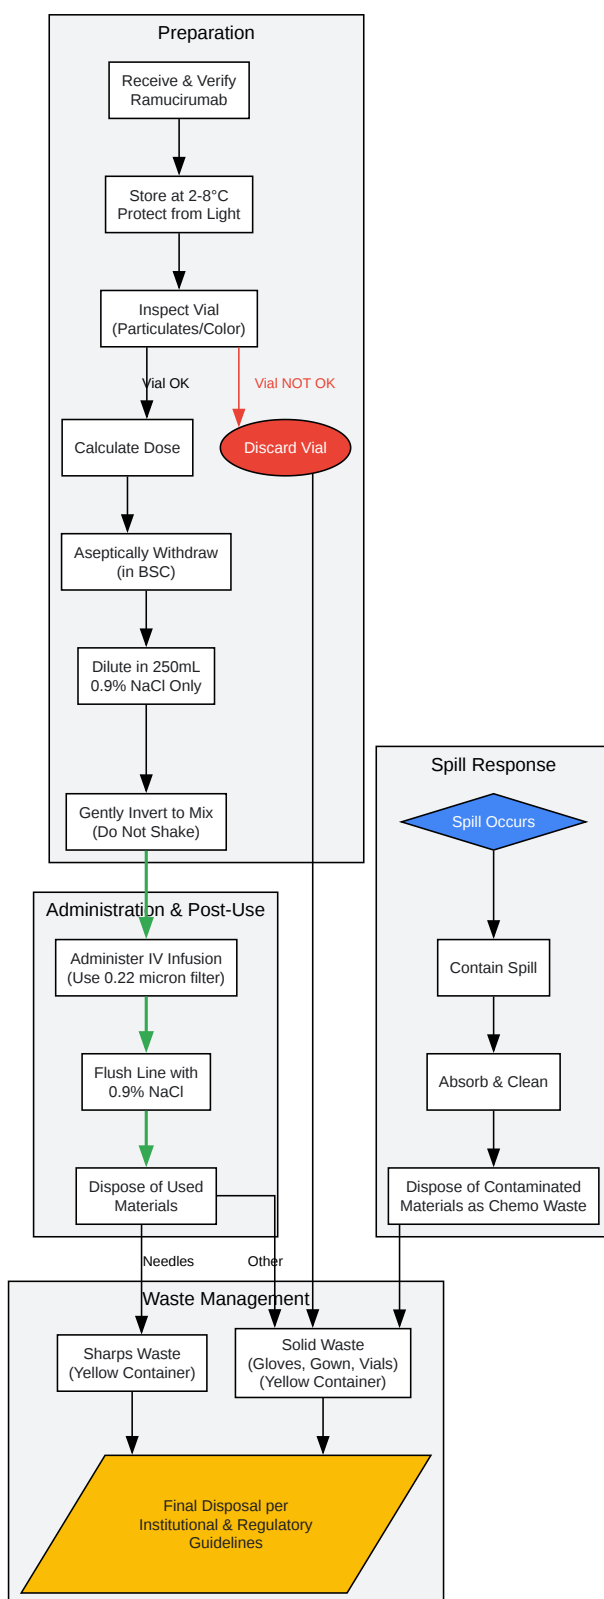 Preparation
Receive & Verify
Ramucirumab
Store at 2-8°C
Protect from Light
Inspect Vial
(Particulates/Color)
Vial OK
Vial NOT OK
Calculate Dose
Discard Vial
Aseptically Withdraw
(in BSC)
Dilute in 250mL
0.9% NaCl Only
Gently Invert to Mix
(Do Not Shake)
Administration & Post-Use
Administer IV Infusion
(Use 0.22 micron filter)
Flush Line with
0.9% NaCl
Dispose of Used
Materials
Needles
Other
Spill Response
Spill Occurs
Contain Spill
Absorb & Clean
Dispose of Contaminated
Materials as Chemo Waste
Waste Management
Sharps Waste
(Yellow Container)
Solid Waste
(Gloves, Gown, Vials)
(Yellow Container)
Final Disposal per
Institutional & Regulatory
Guidelines